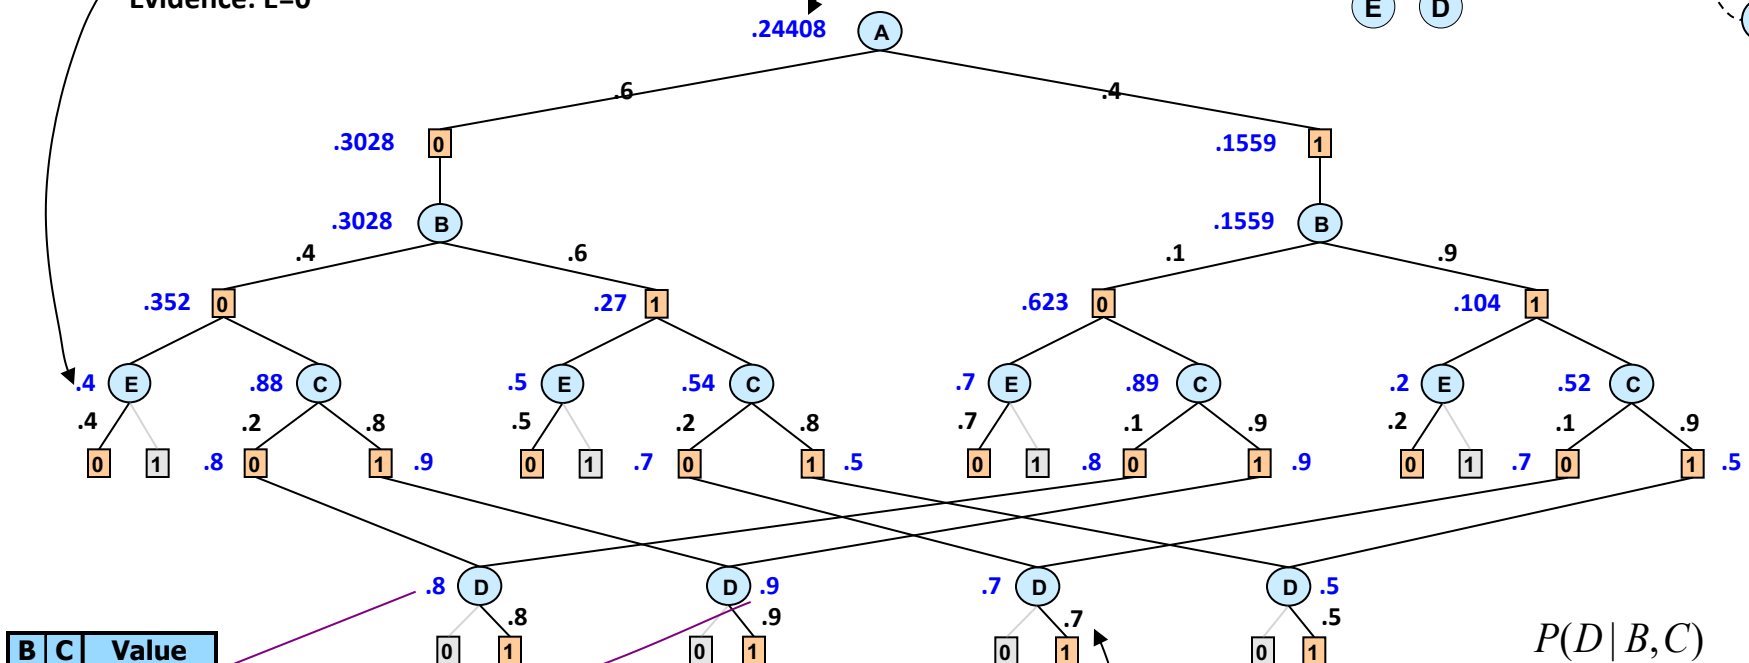 Evidence: E=0
E D
.24408 A
.6 .4
.3028 0 .1559 1
.3028 B .1559 B
.4 .6 .1 .9
.352 0 .27 1 .623 0 .104 1
.4 E .88 C .5 E .54 C .7 E .89 C .2 E .52 C
.4 .2 .8 .5 .2 .8 .7 .1 .9 .2 .1 .9
0 1 .8 0 1 .9 0 1 .7 0 1 .5 0 1 .8 0 1 .9 0 1 .7 0 1 .5
.8 D D .9 .7 D D .5
.8 .9 .7 .5
0 1 0 1 0 1 0 1
B C Value
P(D | B, C)